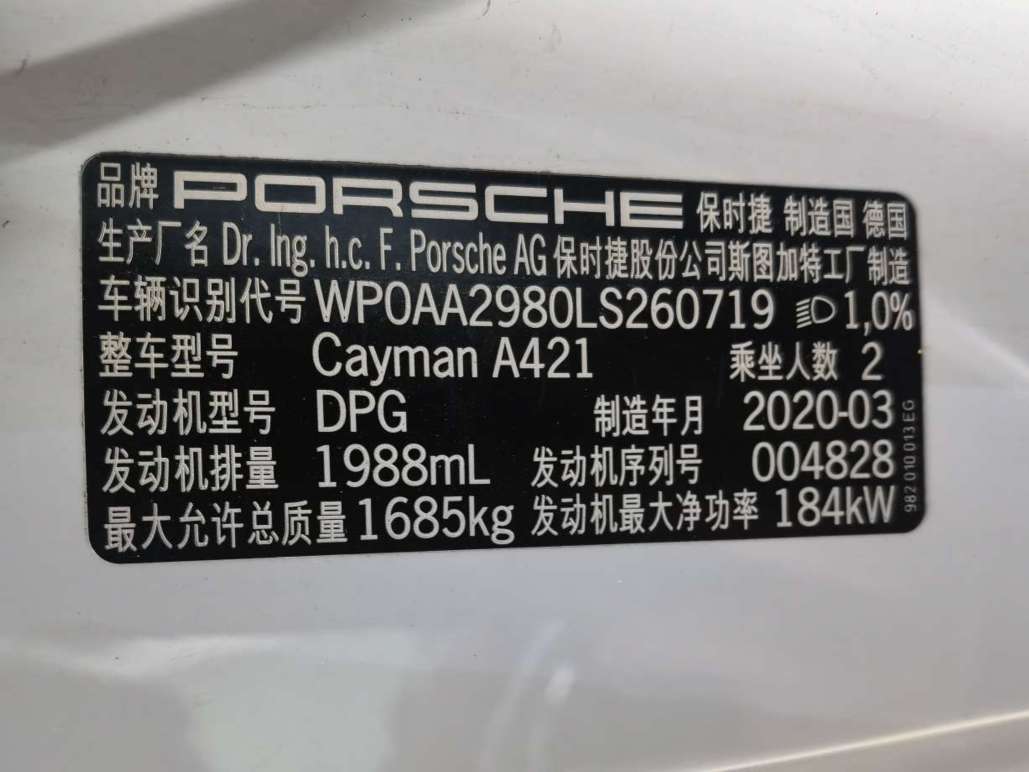 品牌 PORSCHE 保时捷 制造国 德国
生产厂名 Dr. Ing. h.c. F. Porsche AG 保时捷股份公司斯图加特工厂制造
车辆识别代号 WP0AA2980LS260719 1,0%
整车型号 Cayman A421 乘坐人数 2
发动机型号 DPG 制造年月 2020-03
发动机排量 1988mL 发动机序列号 004828
最大允许总质量 1685kg 发动机最大净功率 184kW
982 010 013 EG